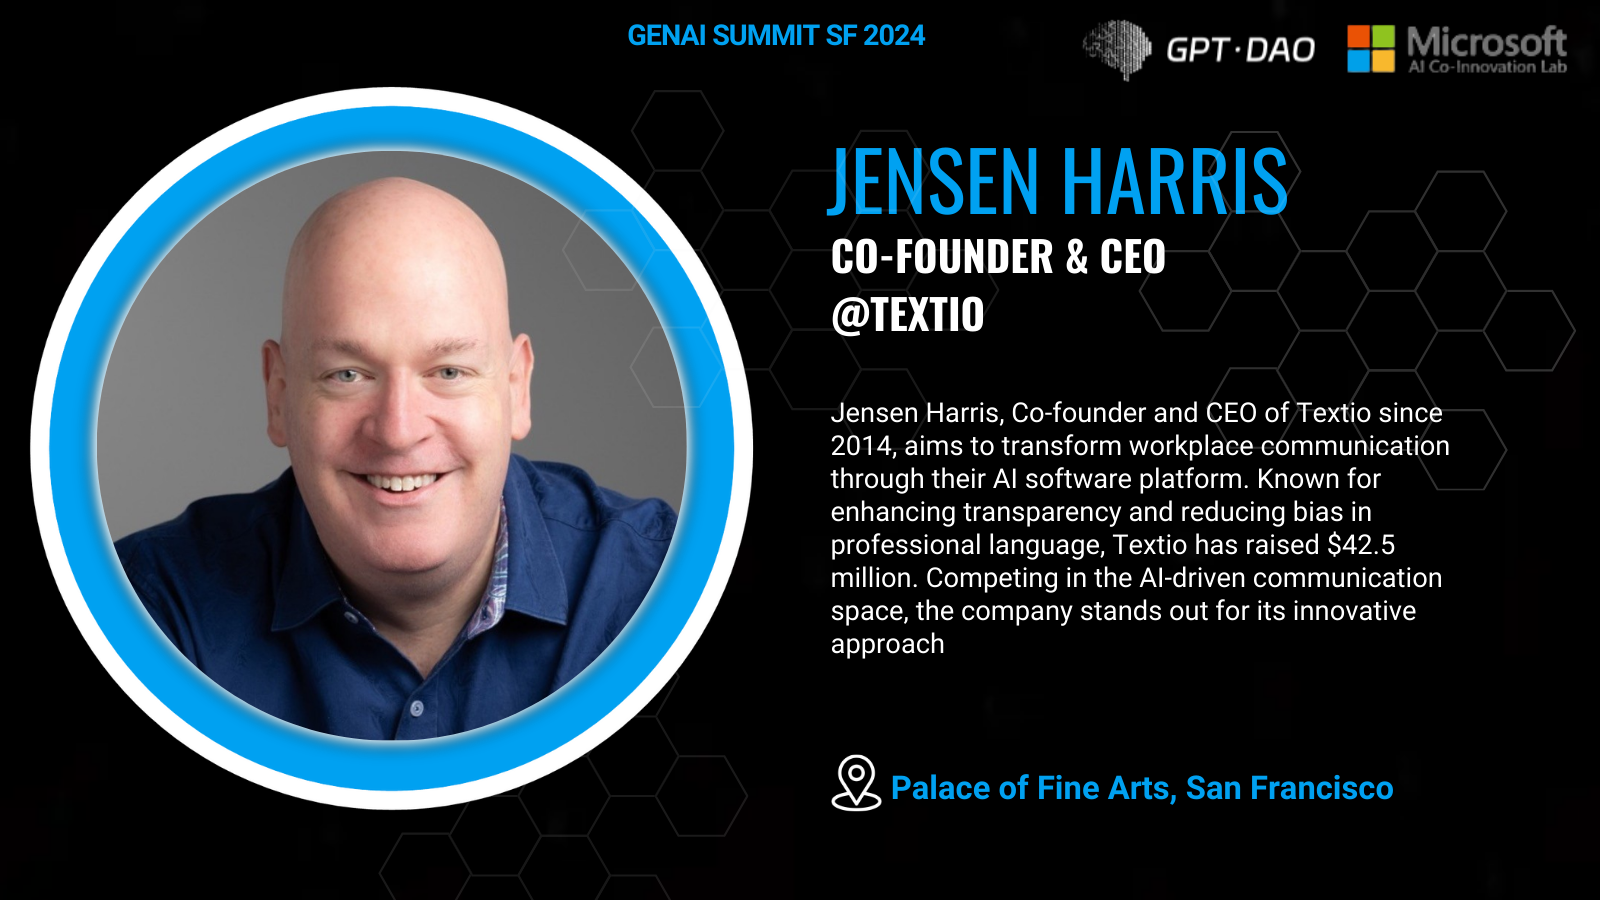 GENAI SUMMIT SF 2024
GPT·DAO
Microsoft
AI Co-Innovation Lab
JENSEN HARRIS
CO-FOUNDER & CEO
@TEXTIO
Jensen Harris, Co-founder and CEO of Textio since
2014, aims to transform workplace communication
through their AI software platform. Known for
enhancing transparency and reducing bias in
professional language, Textio has raised $42.5
million. Competing in the AI-driven communication
space, the company stands out for its innovative
approach
Palace of Fine Arts, San Francisco